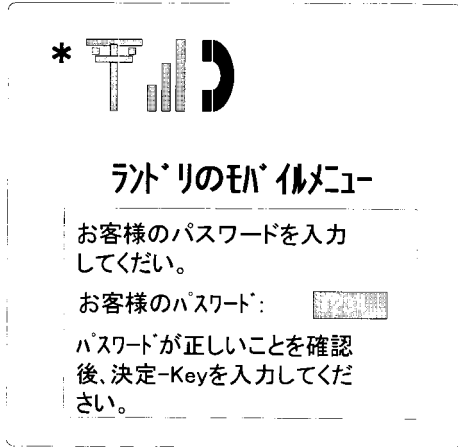 *
ﾗﾝﾄﾞﾘのﾓﾊﾞｲﾙﾒﾆｭｰ
お客様のパスワードを入力
してくだい。
お客様のﾊﾟｽﾜｰﾄﾞ:
ﾊﾟｽﾜｰﾄﾞが正しいことを確認
後、決定-Keyを入力してくだ
さい。